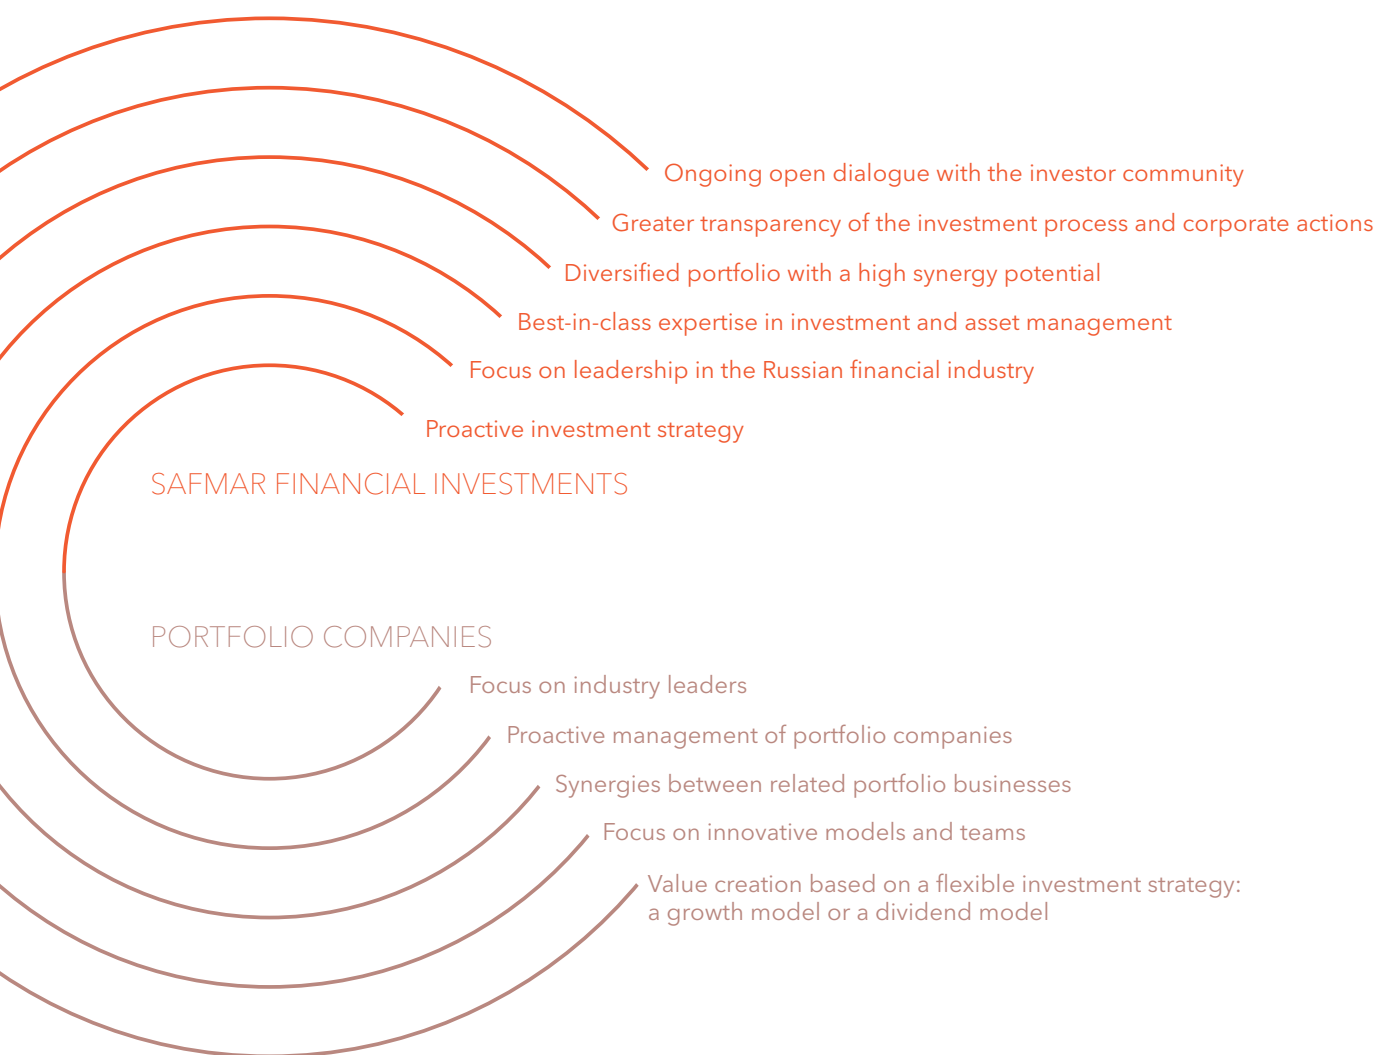 Ongoing open dialogue with the investor community
Greater transparency of the investment process and corporate actions
Diversified portfolio with a high synergy potential
Best-in-class expertise in investment and asset management
Focus on leadership in the Russian financial industry
Proactive investment strategy
SAFMAR FINANCIAL INVESTMENTS
PORTFOLIO COMPANIES
Focus on industry leaders
Proactive management of portfolio companies
Synergies between related portfolio businesses
Focus on innovative models and teams
Value creation based on a flexible investment strategy:
a growth model or a dividend model